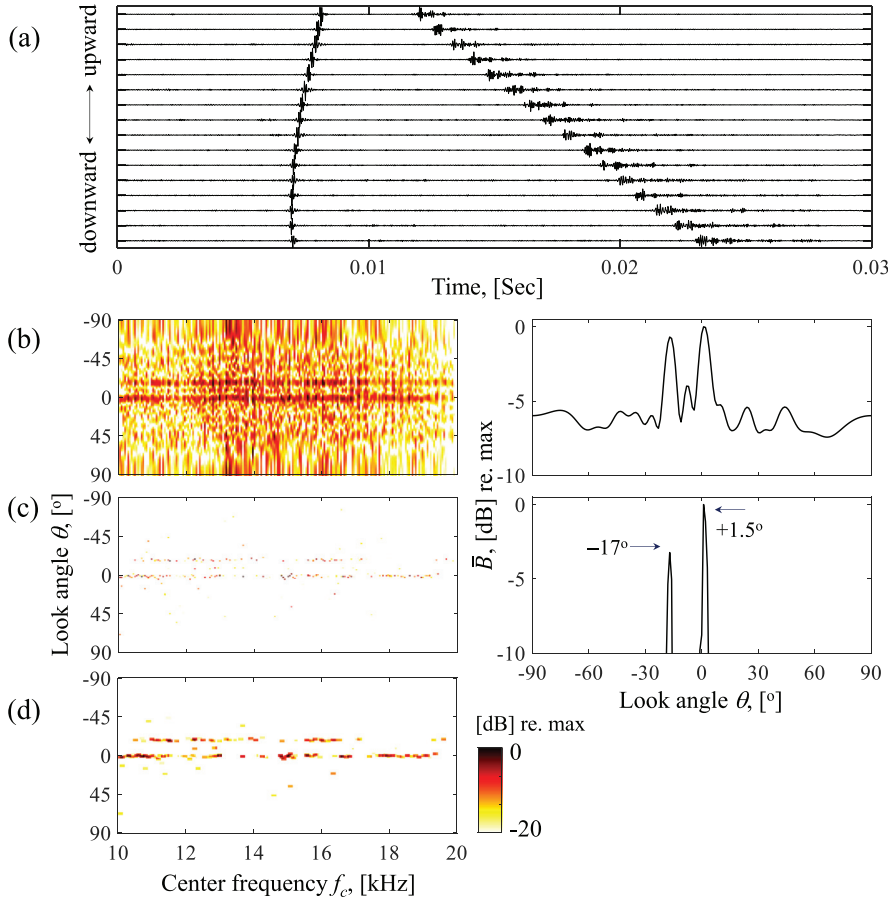 (a)
upward
downward
0
0.01
0.02
0.03
Time, [Sec]
(b)
-90
-45
0
45
90
0
-5
-10
(c)
Look angle θ, [º]
-90
-45
0
45
90
B̄, [dB] re. max
0
-5
-10
−17º
+1.5º
-90
-60
-30
0
30
60
90
Look angle θ, [º]
(d)
-90
-45
0
45
90
10
12
14
16
18
20
Center frequency fc, [kHz]
[dB] re. max
0
-20